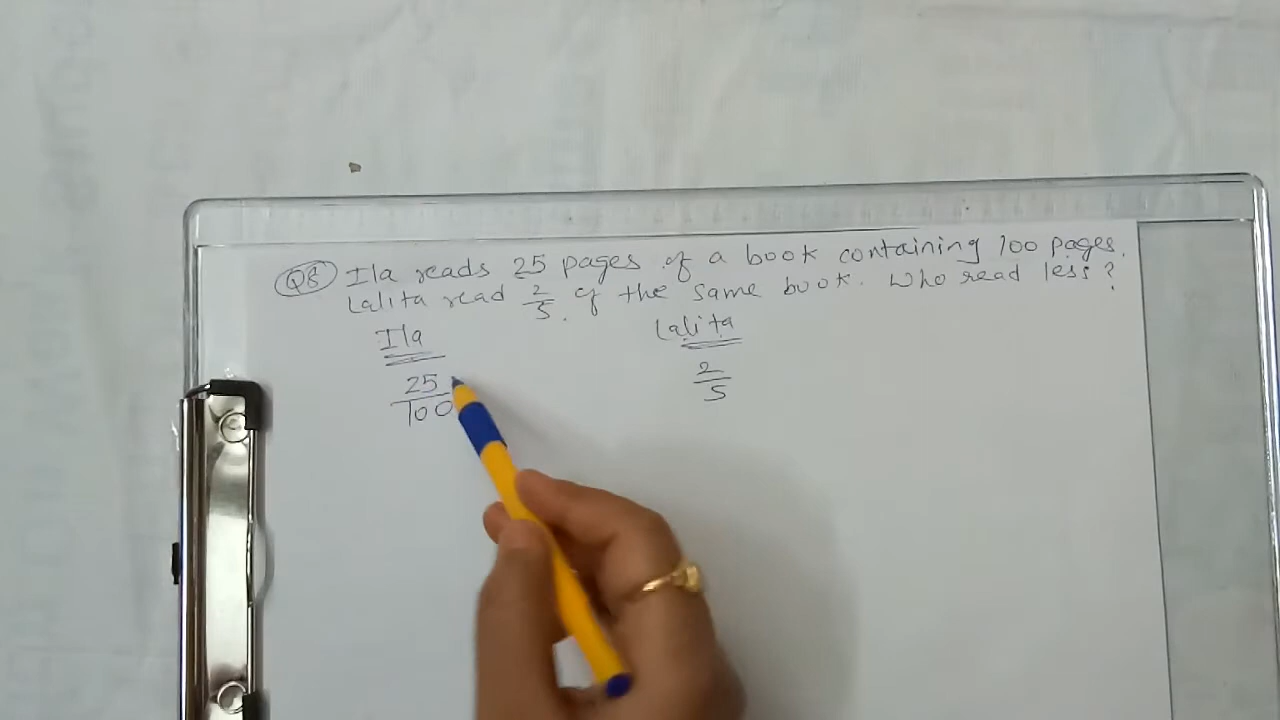 Q8 Ila reads 25 pages of a book containing 100 pages.
Lalita read 2/5 of the same book. Who read less?
Ila
Lalita
25/100
2/5